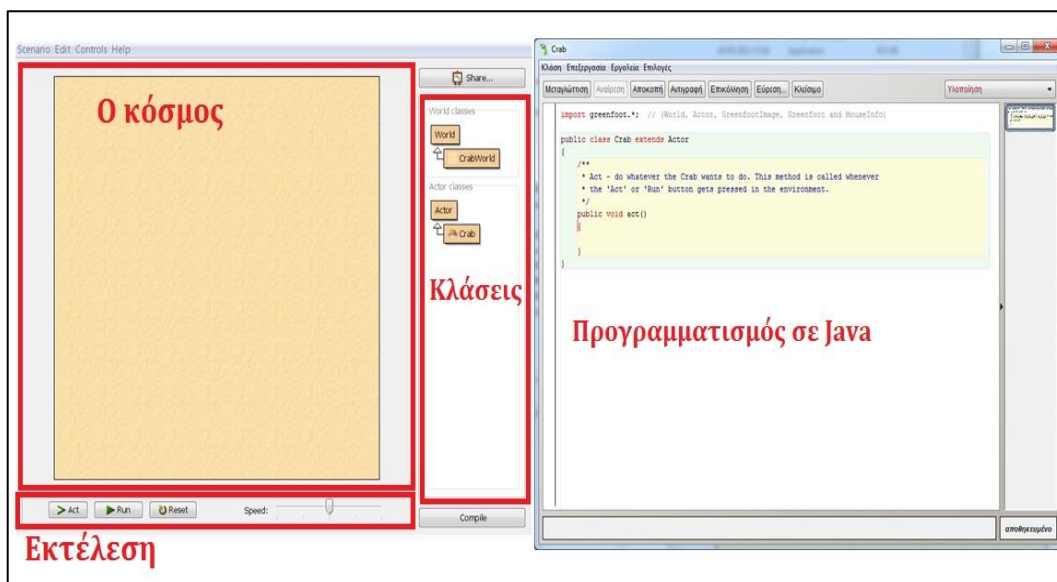 Scenario Edit Controls Help
Ο κόσμος
Share...
World classes
World
CrabWorld
Actor classes
Actor
Crab
Κλάσεις
> Act
Run
Reset
Speed:
Compile
Εκτέλεση
Crab
Κλάση Επεξεργασία Εργαλεία Επιλογές
Μεταγλώττιση Αναίρεση Αποκοπή Αντιγραφή Επικόλληση Εύρεση... Κλείσιμο
Υλοποίηση
import greenfoot.*; // (World, Actor, GreenfootImage, Greenfoot and MouseInfo)
public class Crab extends Actor
{
/**
* Act - do whatever the Crab wants to do. This method is called whenever
* the 'Act' or 'Run' button gets pressed in the environment.
*/
public void act()
{
}
}
Προγραμματισμός σε Java
αποθηκευμένο